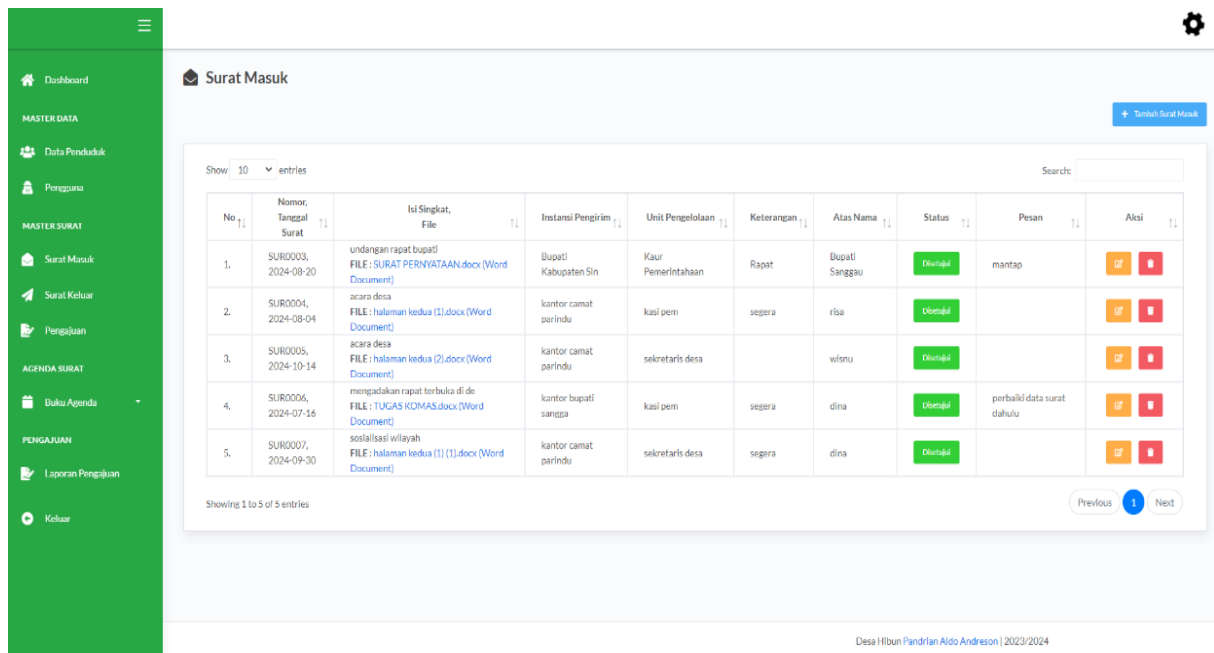 Dashboard
MASTER DATA
Data Penduduk
Pengguna
MASTER SURAT
Surat Masuk
Surat Keluar
Pengajuan
AGENDA SURAT
Buku Agenda
PENGAJUAN
Laporan Pengajuan
Keluar
Surat Masuk
+ Tambah Surat Masuk
Show 10 entries
Search:
No
Nomor,
Tanggal
Surat
Isi Singkat,
File
Instansi Pengirim
Unit Pengelolaan
Keterangan
Atas Nama
Status
Pesan
Aksi
1.
SUR0003,
2024-08-20
undangan rapat bupati
FILE : SURAT PERNYATAAN.docx (Word
Document)
Bupati
Kabupaten Sin
Kaur
Pemerintahaan
Rapat
Bupati
Sanggau
Disetujui
mantap
2.
SUR0004,
2024-08-04
acara desa
FILE : halaman kedua (1).docx (Word
Document)
kantor camat
parindu
kasi pem
segera
risa
Disetujui
3.
SUR0005,
2024-10-14
acara desa
FILE : halaman kedua (2).docx (Word
Document)
kantor camat
parindu
sekretaris desa
wisnu
Disetujui
4.
SUR0006,
2024-07-16
mengadakan rapat terbuka di de
FILE : TUGAS KOMAS.docx (Word
Document)
kantor bupati
sangga
kasi pem
segera
dina
Disetujui
perbaiki data surat
dahulu
5.
SUR0007,
2024-09-30
sosialisasi wilayah
FILE : halaman kedua (1) (1).docx (Word
Document)
kantor camat
parindu
sekretaris desa
segera
dina
Disetujui
Showing 1 to 5 of 5 entries
Previous 1 Next
Desa Hibun Pandrian Aldo Andreson | 2023/2024